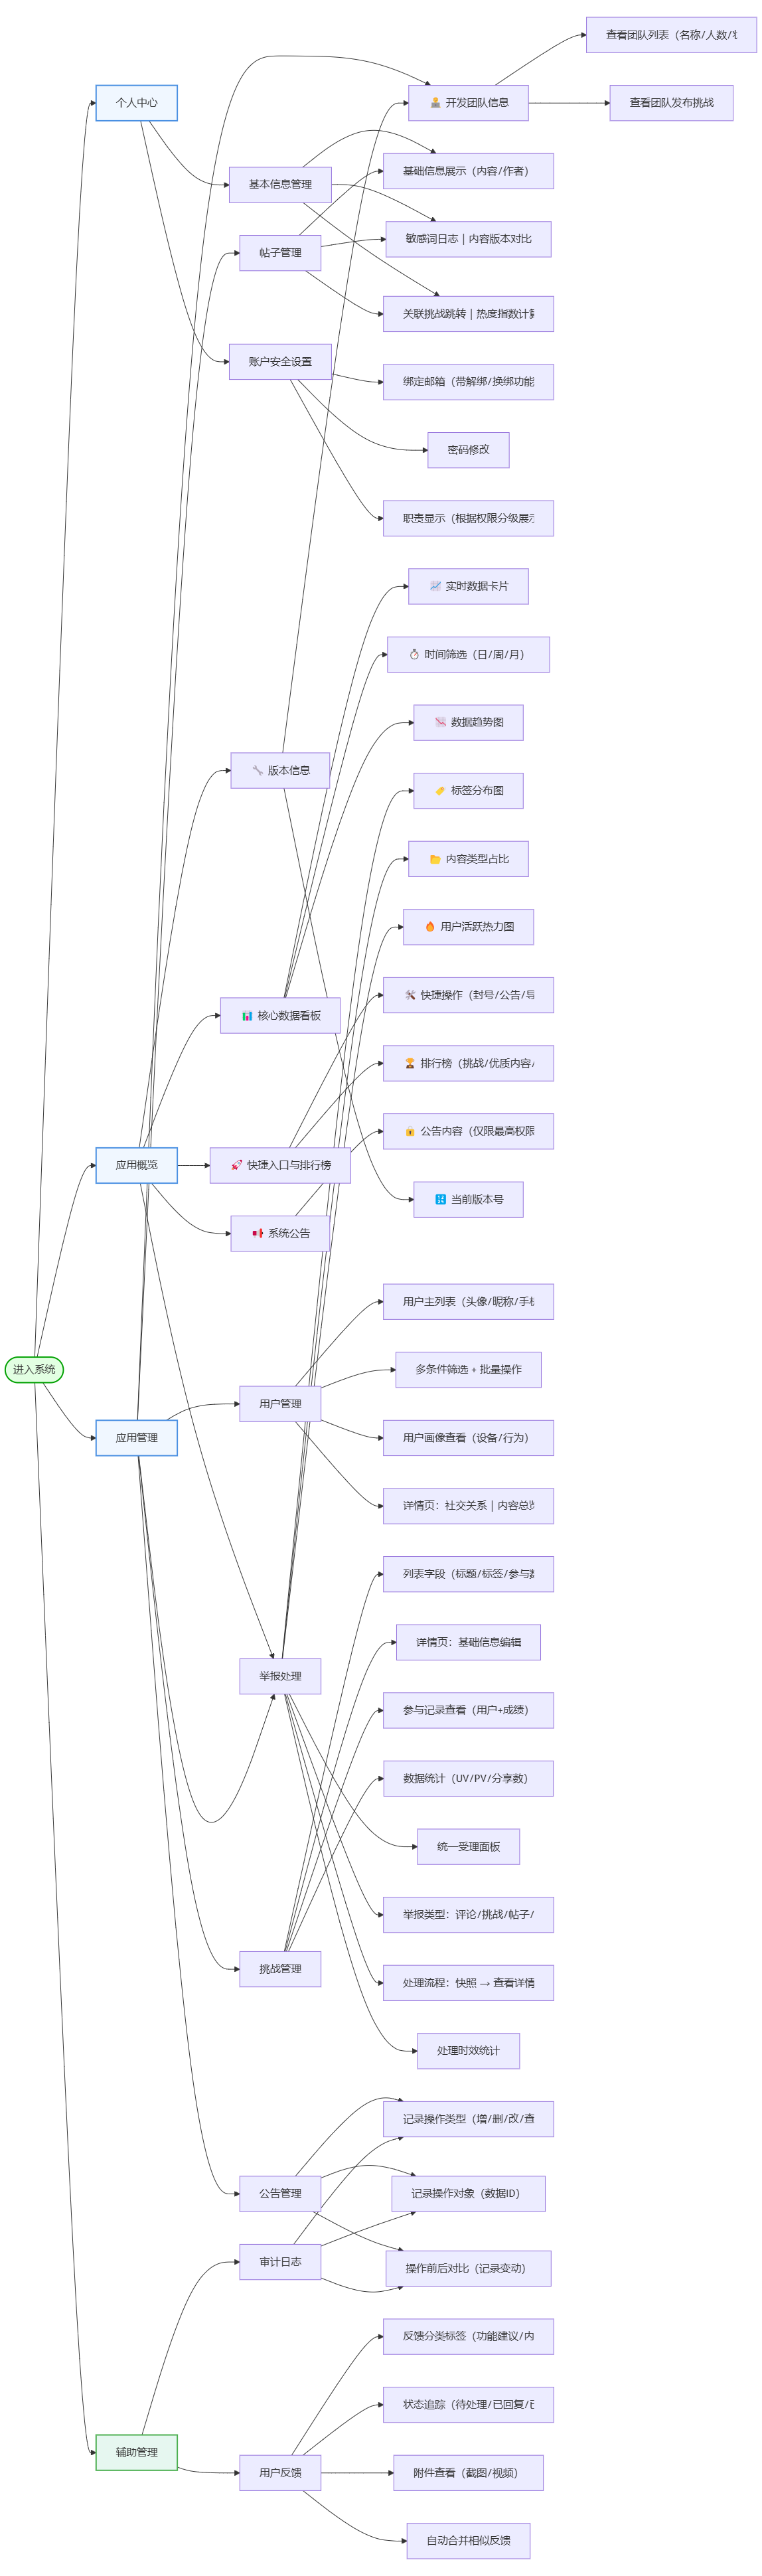 查看团队列表（名称/人数/
个人中心
🧑‍💻 开发团队信息
查看团队发布挑战
基本信息管理
基础信息展示（内容/作者）
帖子管理
敏感词日志 | 内容版本对比
关联挑战跳转 | 热度指数计算
账户安全设置
绑定邮箱（带解绑/换绑功能
密码修改
职责显示（根据权限分级展示
📈 实时数据卡片
⏱ 时间筛选（日/周/月）
📉 数据趋势图
🔧 版本信息
🏷 标签分布图
📂 内容类型占比
🔥 用户活跃热力图
🛠 快捷操作（封号/公告/导
📊 核心数据看板
🏆 排行榜（挑战/优质内容/
🔒 公告内容（仅限最高权限
应用概览
🚀 快捷入口与排行榜
🔢 当前版本号
📢 系统公告
用户主列表（头像/昵称/手机
进入系统
多条件筛选 + 批量操作
用户管理
应用管理
用户画像查看（设备/行为）
详情页：社交关系 | 内容总览
列表字段（标题/标签/参与数
详情页：基础信息编辑
举报处理
参与记录查看（用户+成绩）
数据统计（UV/PV/分享数）
统一受理面板
举报类型：评论/挑战/帖子/
挑战管理
处理流程：快照 → 查看详情
处理时效统计
记录操作类型（增/删/改/查
公告管理
记录操作对象（数据ID）
审计日志
操作前后对比（记录变动）
反馈分类标签（功能建议/内
状态追踪（待处理/已回复/已
辅助管理
用户反馈
附件查看（截图/视频）
自动合并相似反馈